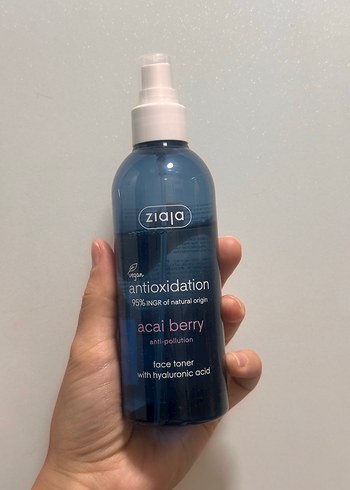 ziaja
vegan
antioxidation
95% INGR of natural origin
acai berry
anti-pollution
face toner
with hyaluronic acid